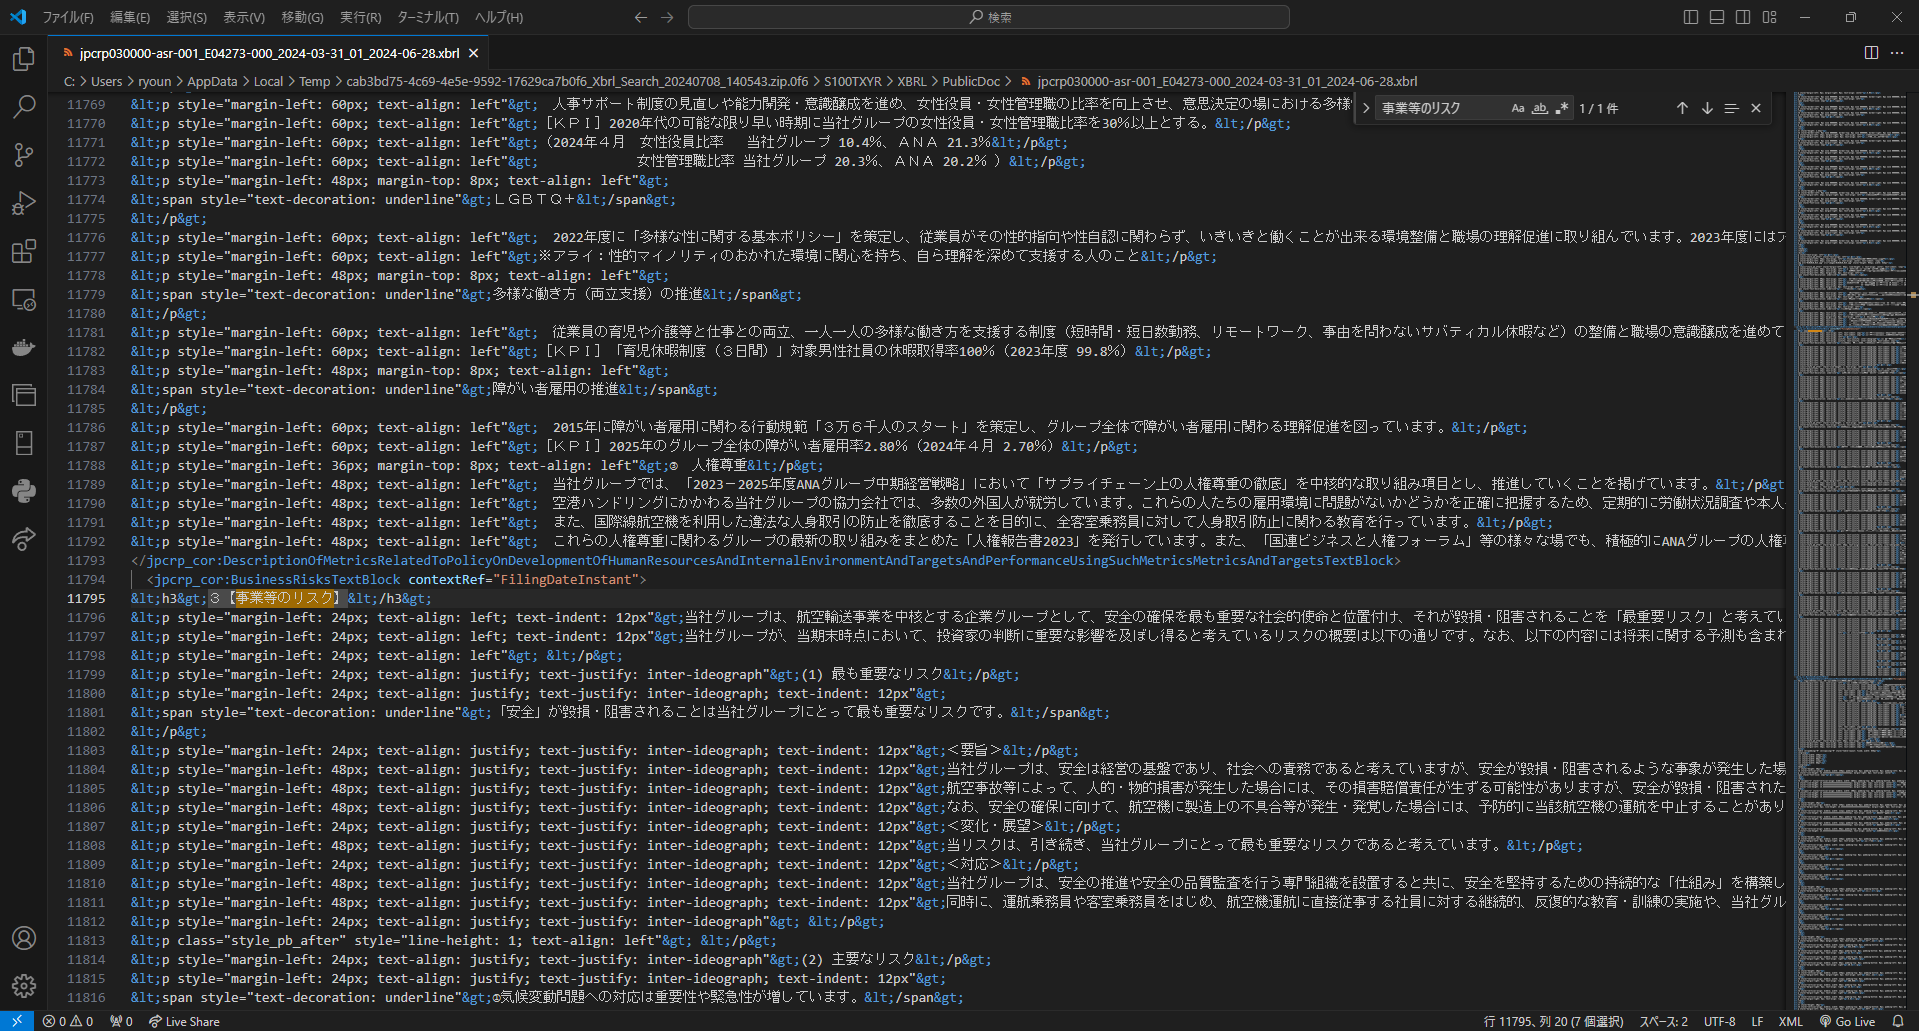 ファイル(F) 編集(E) 選択(S) 表示(V) 移動(G) 実行(R) ターミナル(T) ヘルプ(H) 検索
jpcrp030000-asr-001_E04273-000_2024-03-31_01_2024-06-28.xbrl
C: > Users > ryoun > AppData > Local > Temp > cab3bd75-4c69-4e5e-9592-17629ca7b0f6_Xbrl_Search_20240708_140543.zip.0f6 > S100TXYR > XBRL > PublicDoc > jpcrp030000-asr-001_E04273-000_2024-03-31_01_2024-06-28.xbrl
事業等のリスク Aa ab .* 1 / 1 件
11769 &lt;p style="margin-left: 60px; text-align: left"&gt; 人事サポート制度の見直しや能力開発・意識醸成を進め、女性役員・女性管理職の比率を向上させ、意思決定の場における多様
11770 &lt;p style="margin-left: 60px; text-align: left"&gt;［ＫＰＩ］2020年代の可能な限り早い時期に当社グループの女性役員・女性管理職比率を30％以上とする。&lt;/p&gt;
11771 &lt;p style="margin-left: 60px; text-align: left"&gt;（2024年４月　女性役員比率　 当社グループ 10.4％、ＡＮＡ 21.3％&lt;/p&gt;
11772 &lt;p style="margin-left: 60px; text-align: left"&gt;　　　　　　　女性管理職比率 当社グループ 20.3％、ＡＮＡ 20.2％ ）&lt;/p&gt;
11773 &lt;p style="margin-left: 48px; margin-top: 8px; text-align: left"&gt;
11774 &lt;span style="text-decoration: underline"&gt;ＬＧＢＴＱ＋&lt;/span&gt;
11775 &lt;/p&gt;
11776 &lt;p style="margin-left: 60px; text-align: left"&gt; 2022年度に「多様な性に関する基本ポリシー」を策定し、従業員がその性的指向や性自認に関わらず、いきいきと働くことが出来る環境整備と職場の理解促進に取り組んでいます。2023年度にはア
11777 &lt;p style="margin-left: 60px; text-align: left"&gt;※アライ：性的マイノリティのおかれた環境に関心を持ち、自ら理解を深めて支援する人のこと&lt;/p&gt;
11778 &lt;p style="margin-left: 48px; margin-top: 8px; text-align: left"&gt;
11779 &lt;span style="text-decoration: underline"&gt;多様な働き方（両立支援）の推進&lt;/span&gt;
11780 &lt;/p&gt;
11781 &lt;p style="margin-left: 60px; text-align: left"&gt; 従業員の育児や介護等と仕事との両立、一人一人の多様な働き方を支援する制度（短時間・短日数勤務、リモートワーク、事由を問わないサバティカル休暇など）の整備と職場の意識醸成を進めて
11782 &lt;p style="margin-left: 60px; text-align: left"&gt;［ＫＰＩ］「育児休暇制度（３日間）」対象男性社員の休暇取得率100％（2023年度 99.8％）&lt;/p&gt;
11783 &lt;p style="margin-left: 48px; margin-top: 8px; text-align: left"&gt;
11784 &lt;span style="text-decoration: underline"&gt;障がい者雇用の推進&lt;/span&gt;
11785 &lt;/p&gt;
11786 &lt;p style="margin-left: 60px; text-align: left"&gt; 2015年に障がい者雇用に関わる行動規範「３万６千人のスタート」を策定し、グループ全体で障がい者雇用に関わる理解促進を図っています。&lt;/p&gt;
11787 &lt;p style="margin-left: 60px; text-align: left"&gt;［ＫＰＩ］2025年のグループ全体の障がい者雇用率2.80％（2024年４月 2.70％）&lt;/p&gt;
11788 &lt;p style="margin-left: 36px; margin-top: 8px; text-align: left"&gt; 人権尊重&lt;/p&gt;
11789 &lt;p style="margin-left: 48px; text-align: left"&gt; 当社グループでは、「2023－2025年度ANAグループ中期経営戦略」において「サプライチェーン上の人権尊重の徹底」を中核的な取り組み項目とし、推進していくことを掲げています。&lt;/p&gt
11790 &lt;p style="margin-left: 48px; text-align: left"&gt; 空港ハンドリングにかかわる当社グループの協力会社では、多数の外国人が就労しています。これらの人たちの雇用環境に問題がないかどうかを正確に把握するため、定期的に労働状況調査や本人
11791 &lt;p style="margin-left: 48px; text-align: left"&gt; また、国際線航空機を利用した違法な人身取引の防止を徹底することを目的に、全客室乗務員に対して人身取引防止に関わる教育を行っています。&lt;/p&gt;
11792 &lt;p style="margin-left: 48px; text-align: left"&gt; これらの人権尊重に関わるグループの最新の取り組みをまとめた「人権報告書2023」を発行しています。また、「国連ビジネスと人権フォーラム」等の様々な場でも、積極的にANAグループの人権
11793 </jpcrp_cor:DescriptionOfMetricsRelatedToPolicyOnDevelopmentOfHumanResourcesAndInternalEnvironmentAndTargetsAndPerformanceUsingSuchMetricsMetricsAndTargetsTextBlock>
11794 <jpcrp_cor:BusinessRisksTextBlock contextRef="FilingDateInstant">
11795 &lt;h3&gt;３【事業等のリスク】&lt;/h3&gt;
11796 &lt;p style="margin-left: 24px; text-align: left; text-indent: 12px"&gt;当社グループは、航空輸送事業を中核とする企業グループとして、安全の確保を最も重要な社会的使命と位置付け、それが毀損・阻害されることを「最重要リスク」と考えてい
11797 &lt;p style="margin-left: 24px; text-align: left; text-indent: 12px"&gt;当社グループが、当期末時点において、投資家の判断に重要な影響を及ぼし得ると考えているリスクの概要は以下の通りです。なお、以下の内容には将来に関する予測も含まれ
11798 &lt;p style="margin-left: 24px; text-align: left"&gt; &lt;/p&gt;
11799 &lt;p style="margin-left: 24px; text-align: justify; text-justify: inter-ideograph"&gt;(1) 最も重要なリスク&lt;/p&gt;
11800 &lt;p style="margin-left: 24px; text-align: justify; text-justify: inter-ideograph; text-indent: 12px"&gt;
11801 &lt;span style="text-decoration: underline"&gt;「安全」が毀損・阻害されることは当社グループにとって最も重要なリスクです。&lt;/span&gt;
11802 &lt;/p&gt;
11803 &lt;p style="margin-left: 24px; text-align: justify; text-justify: inter-ideograph; text-indent: 12px"&gt;＜要旨＞&lt;/p&gt;
11804 &lt;p style="margin-left: 48px; text-align: justify; text-justify: inter-ideograph; text-indent: 12px"&gt;当社グループは、安全は経営の基盤であり、社会への責務であると考えていますが、安全が毀損・阻害されるような事象が発生した場
11805 &lt;p style="margin-left: 48px; text-align: justify; text-justify: inter-ideograph; text-indent: 12px"&gt;航空事故等によって、人的・物的損害が発生した場合には、その損害賠償責任が生ずる可能性がありますが、安全が毀損・阻害された
11806 &lt;p style="margin-left: 48px; text-align: justify; text-justify: inter-ideograph; text-indent: 12px"&gt;なお、安全の確保に向けて、航空機に製造上の不具合等が発生・発覚した場合には、予防的に当該航空機の運航を中止することがあり
11807 &lt;p style="margin-left: 24px; text-align: justify; text-justify: inter-ideograph; text-indent: 12px"&gt;＜変化・展望＞&lt;/p&gt;
11808 &lt;p style="margin-left: 48px; text-align: justify; text-justify: inter-ideograph; text-indent: 12px"&gt;当リスクは、引き続き、当社グループにとって最も重要なリスクであると考えています。&lt;/p&gt;
11809 &lt;p style="margin-left: 24px; text-align: justify; text-justify: inter-ideograph; text-indent: 12px"&gt;＜対応＞&lt;/p&gt;
11810 &lt;p style="margin-left: 48px; text-align: justify; text-justify: inter-ideograph; text-indent: 12px"&gt;当社グループは、安全の推進や安全の品質監査を行う専門組織を設置すると共に、安全を堅持するための持続的な「仕組み」を構築し
11811 &lt;p style="margin-left: 48px; text-align: justify; text-justify: inter-ideograph; text-indent: 12px"&gt;同時に、運航乗務員や客室乗務員をはじめ、航空機運航に直接従事する社員に対する継続的、反復的な教育・訓練の実施や、当社グル
11812 &lt;p style="margin-left: 24px; text-align: justify; text-justify: inter-ideograph"&gt; &lt;/p&gt;
11813 &lt;p class="style_pb_after" style="line-height: 1; text-align: left"&gt; &lt;/p&gt;
11814 &lt;p style="margin-left: 24px; text-align: justify; text-justify: inter-ideograph"&gt;(2) 主要なリスク&lt;/p&gt;
11815 &lt;p style="margin-left: 24px; text-align: justify; text-justify: inter-ideograph; text-indent: 12px"&gt;
11816 &lt;span style="text-decoration: underline"&gt;①気候変動問題への対応は重要性や緊急性が増しています。&lt;/span&gt;
0 0 0 Live Share 行 11795、列 20 (7 個選択) スペース: 2 UTF-8 LF XML Go Live